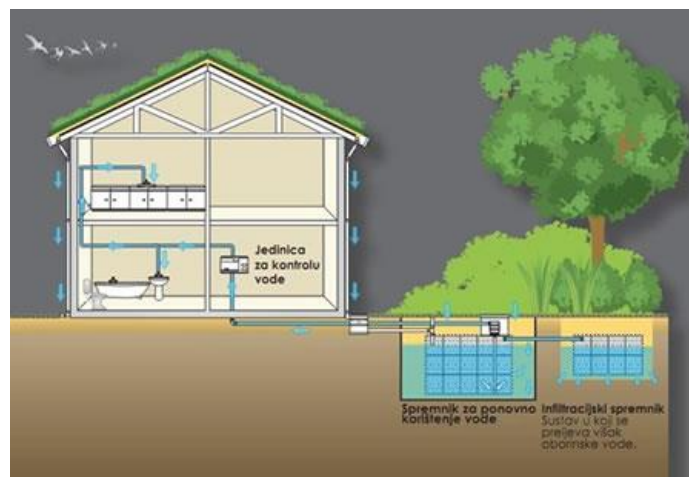 Jedinica
za kontrolu
vode
Spremnik za ponovno
korištenje vode
Infiltracijski spremnik
Sustav u koji se
prelijeva višak
oborinske vode.